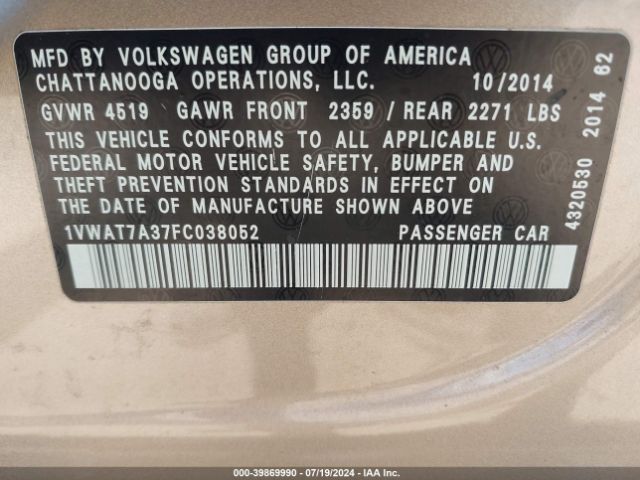 MFD BY VOLKSWAGEN GROUP OF AMERICA
CHATTANOOGA OPERATIONS, LLC. 10/2014
GVWR 4519 GAWR FRONT 2359 / REAR 2271 LBS
THIS VEHICLE CONFORMS TO ALL APPLICABLE U.S.
FEDERAL MOTOR VEHICLE SAFETY, BUMPER AND
THEFT PREVENTION STANDARDS IN EFFECT ON
THE DATE OF MANUFACTURE SHOWN ABOVE
1VWAT7A37FC038052 PASSENGER CAR
4320530 2014 62
000-39869990 - 07/19/2024 - IAA Inc.